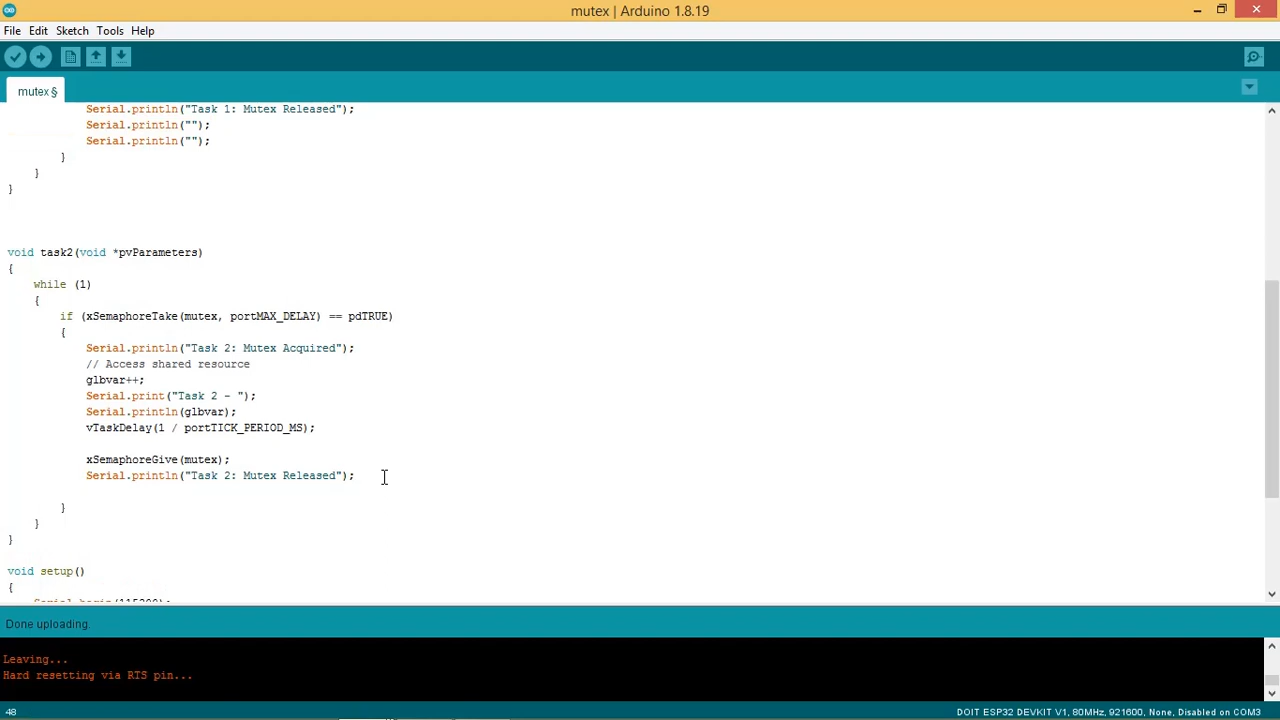 mutex | Arduino 1.8.19
File Edit Sketch Tools Help
mutex §
Serial.println("Task 1: Mutex Released");
Serial.println("");
Serial.println("");
}
}
}
void task2(void *pvParameters)
{
while (1)
{
if (xSemaphoreTake(mutex, portMAX_DELAY) == pdTRUE)
{
Serial.println("Task 2: Mutex Acquired");
// Access shared resource
glbvar++;
Serial.print("Task 2 - ");
Serial.println(glbvar);
vTaskDelay(1 / portTICK_PERIOD_MS);
xSemaphoreGive(mutex);
Serial.println("Task 2: Mutex Released");
}
}
}
void setup()
{
Serial.begin(115200);
Done uploading.
Leaving...
Hard resetting via RTS pin...
48 DOIT ESP32 DEVKIT V1, 80MHz, 921600, None, Disabled on COM3